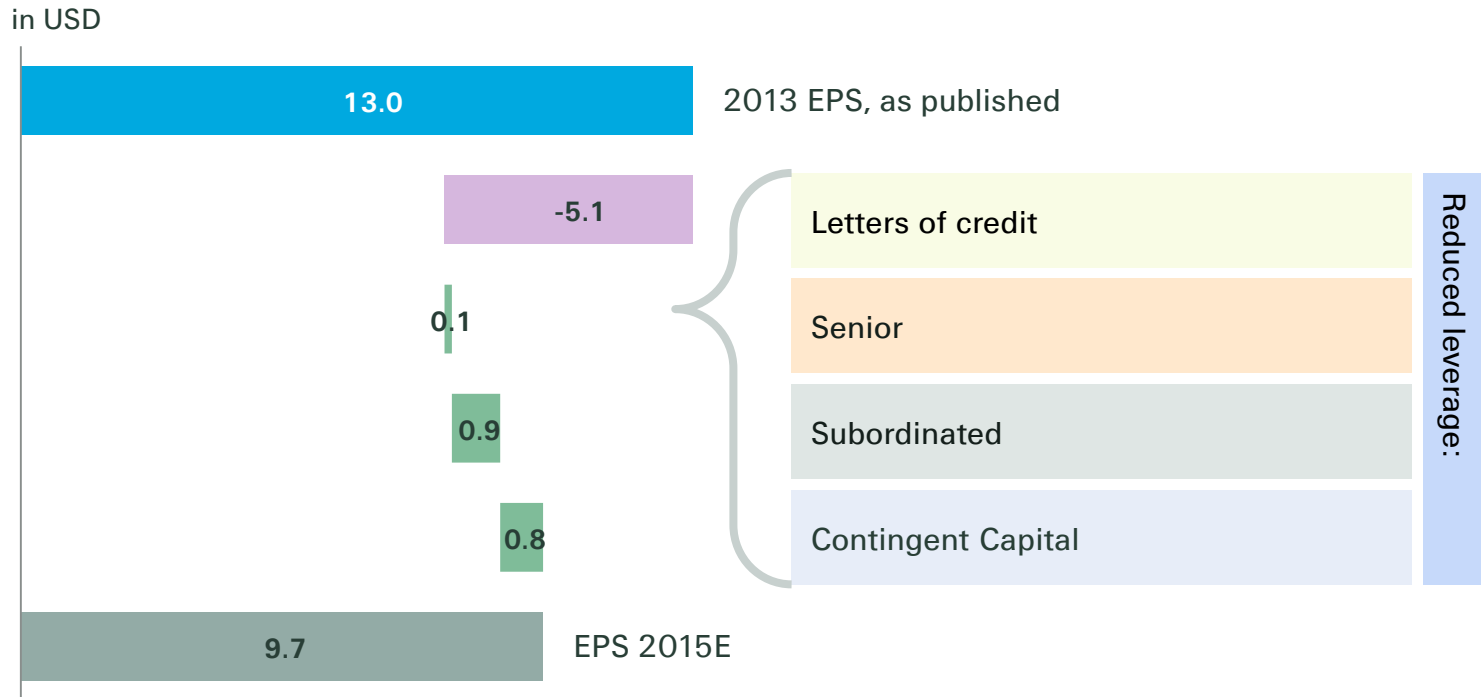 in USD
13.0
2013 EPS, as published
-5.1
Letters of credit
0.1
Senior
0.9
Subordinated
0.8
Contingent Capital
Reduced leverage:
9.7
EPS 2015E